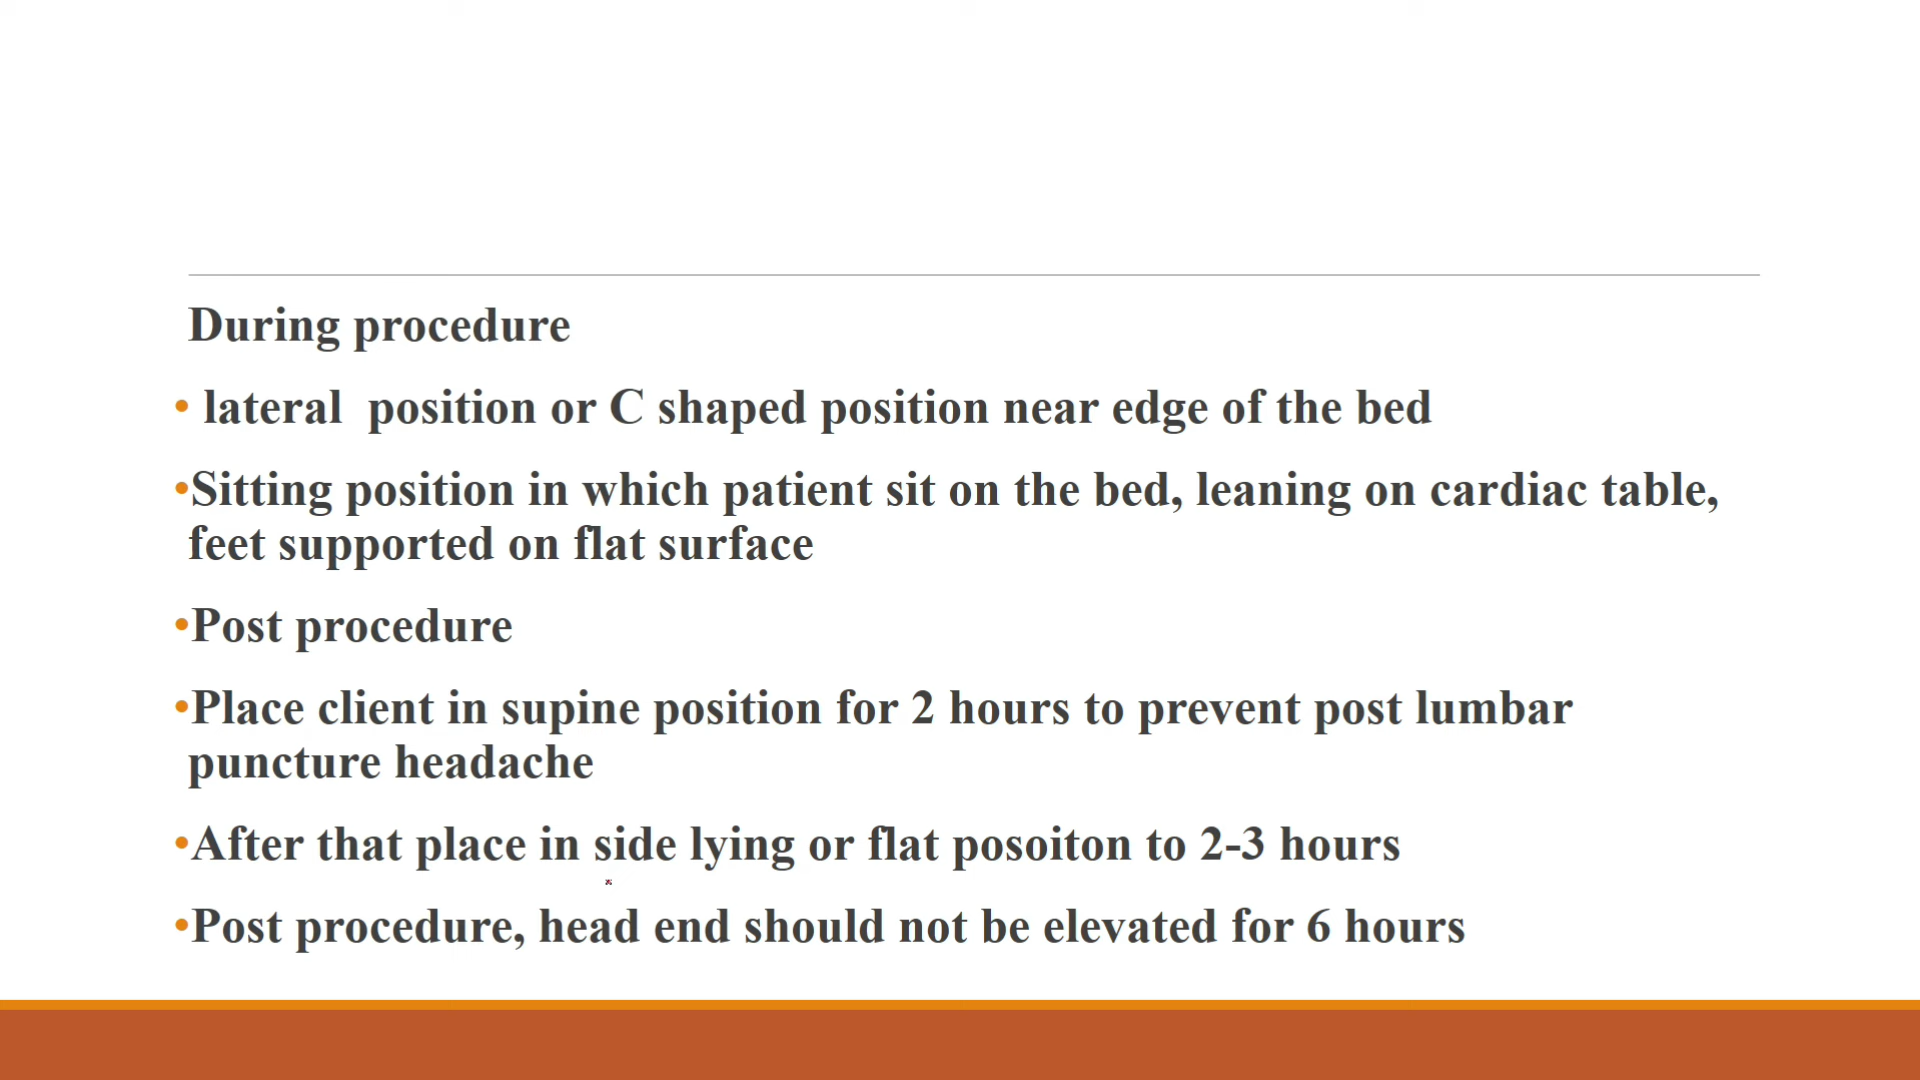 During procedure
• lateral  position or C shaped position near edge of the bed
•Sitting position in which patient sit on the bed, leaning on cardiac table,
feet supported on flat surface
•Post procedure
•Place client in supine position for 2 hours to prevent post lumbar
puncture headache
•After that place in side lying or flat posoiton to 2-3 hours
•Post procedure, head end should not be elevated for 6 hours